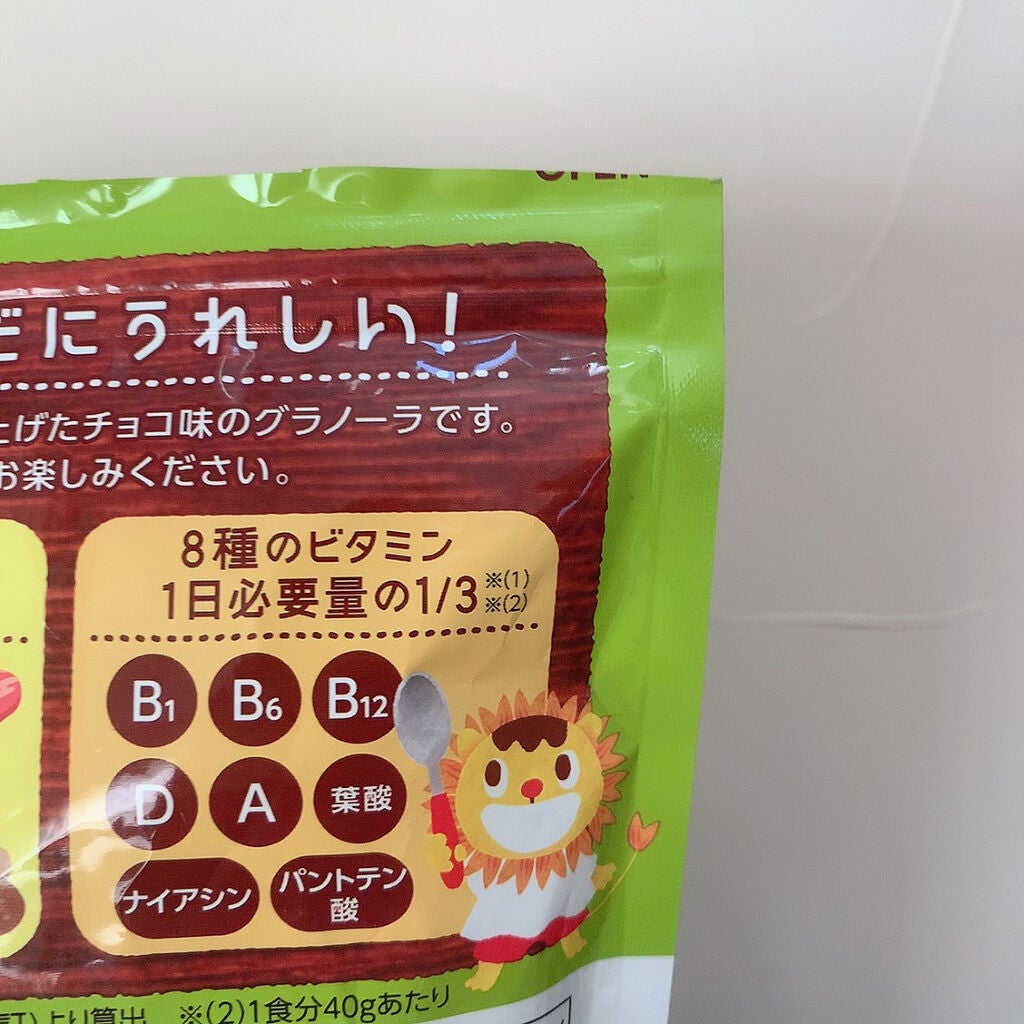 OPEN
だにうれしい!
上げたチョコ味のグラノーラです。
お楽しみください。
8種のビタミン
1日必要量の1/3※(1)
※(2)
B1 B6 B12
D A 葉酸
ナイアシン パントテン
酸
より算出 ※(2)1食分40gあたり